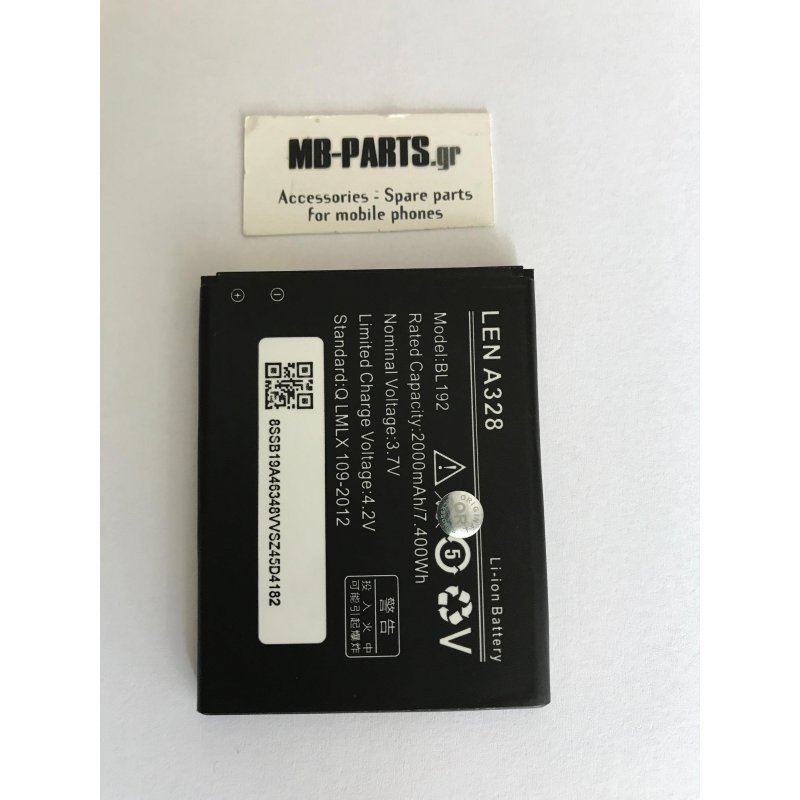 MB-PARTS.gr
Accessories - Spare parts
for mobile phones
LEN A328
Li-ion Battery
Model:BL192
Rated Capacity:2000mAh/7.400Wh
Nominal Voltage:3.7V
Limited Charge Voltage:4.2V
Standard:Q LMLX 109-2012
5
V
警告
投入火中
可能引起爆炸
8SSB19A46348VVSZ45D4182